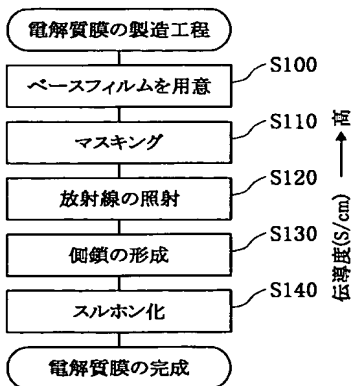 電解質膜の製造工程
S100
ベースフィルムを用意
S110
マスキング
S120
放射線の照射
S130
側鎖の形成
S140
スルホン化
電解質膜の完成
伝導度(S/cm) → 高